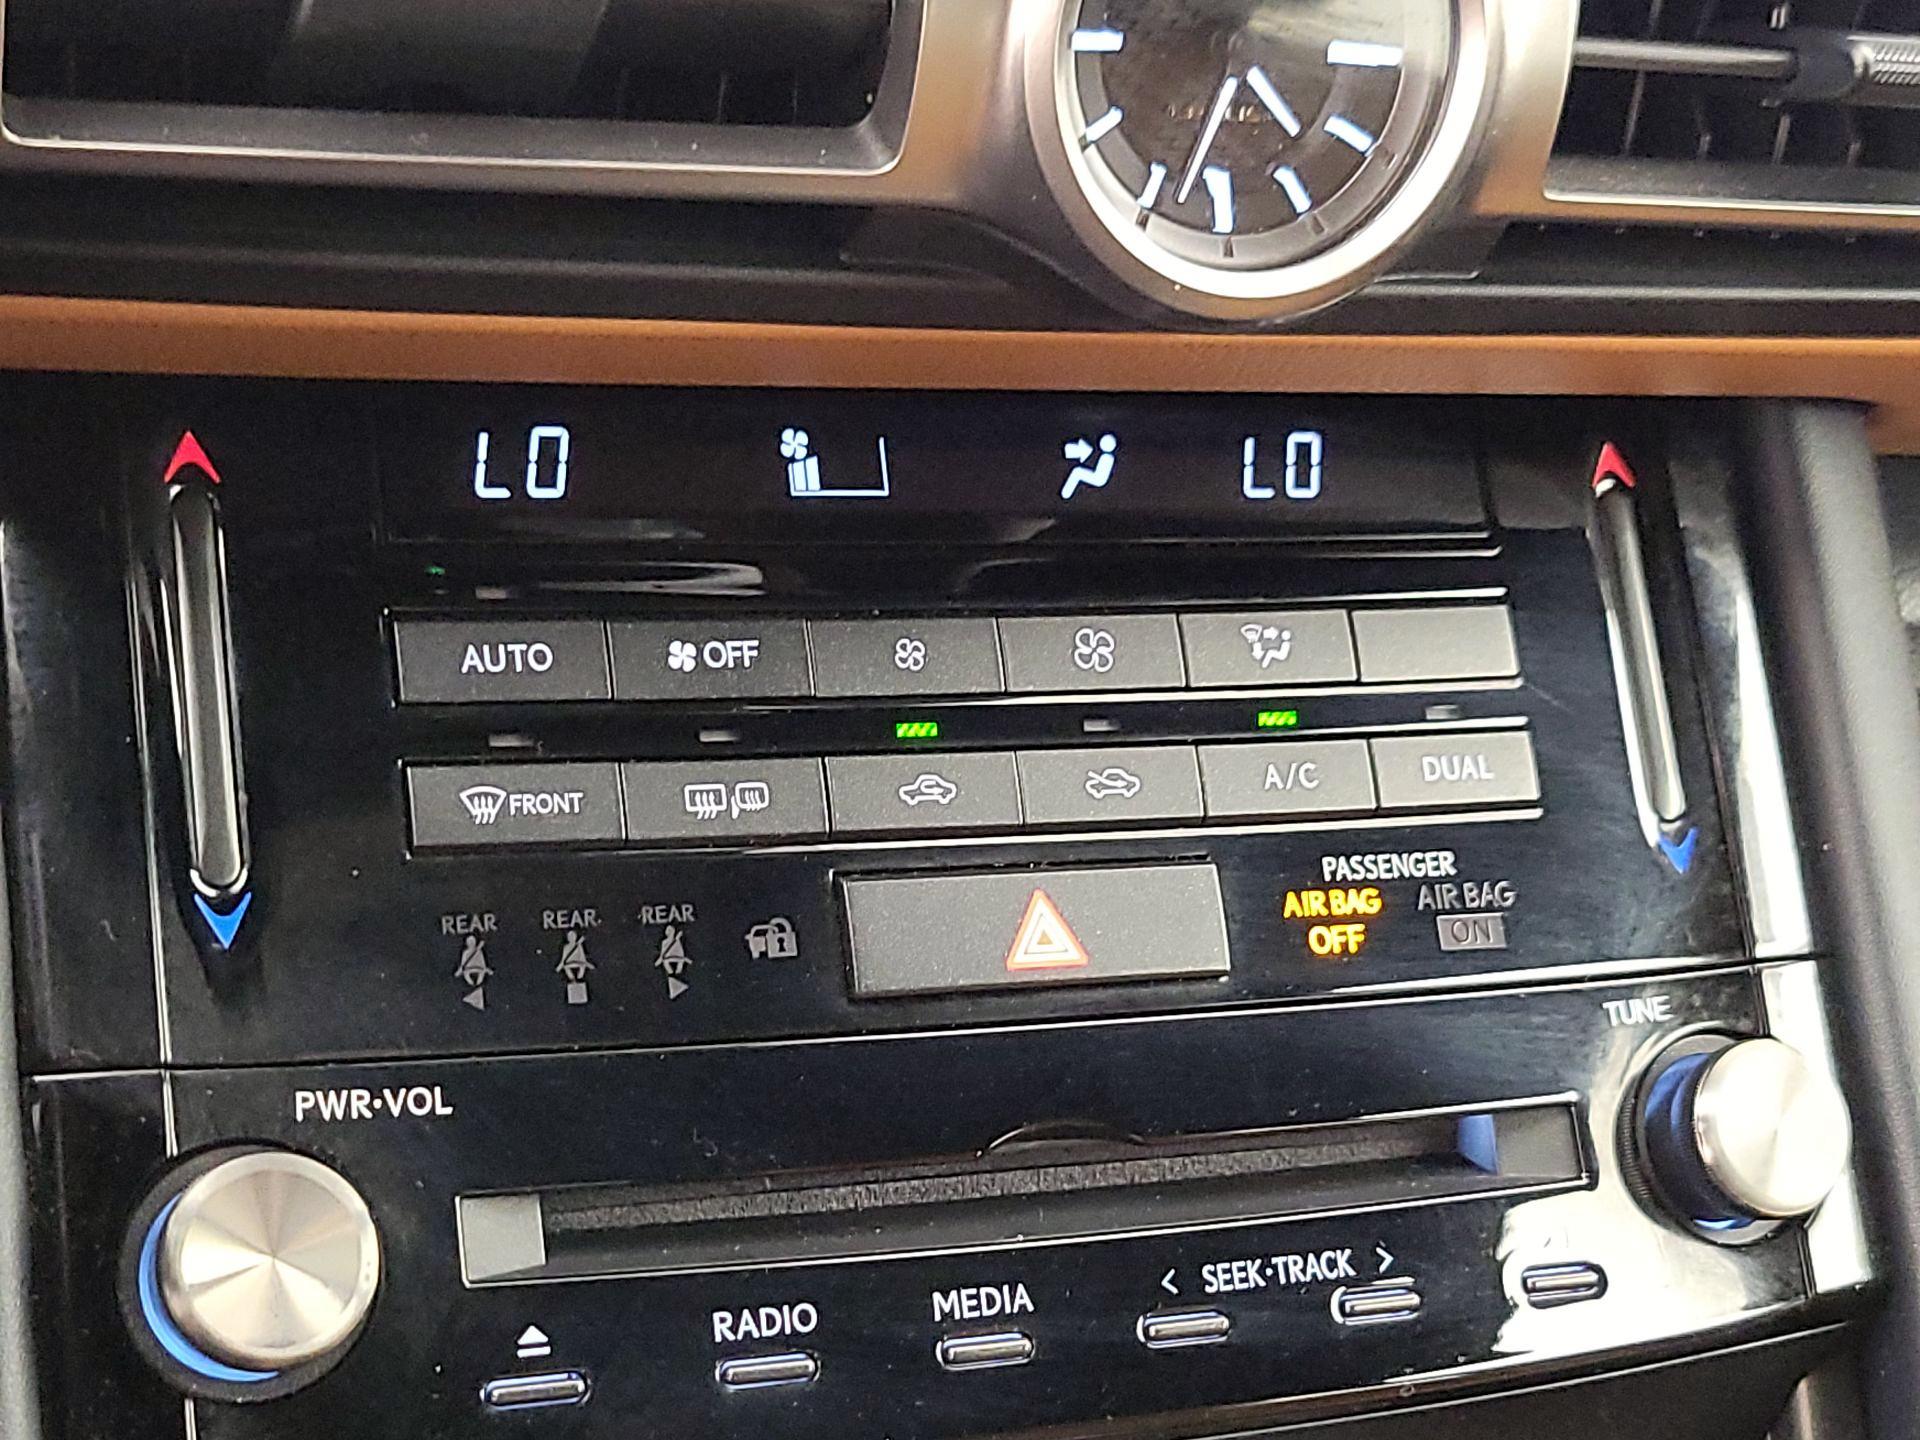 LO LO
AUTO OFF
FRONT A/C DUAL
PASSENGER
AIR BAG AIR BAG
OFF ON
REAR REAR REAR
TUNE
PWR•VOL
< SEEK•TRACK >
RADIO MEDIA